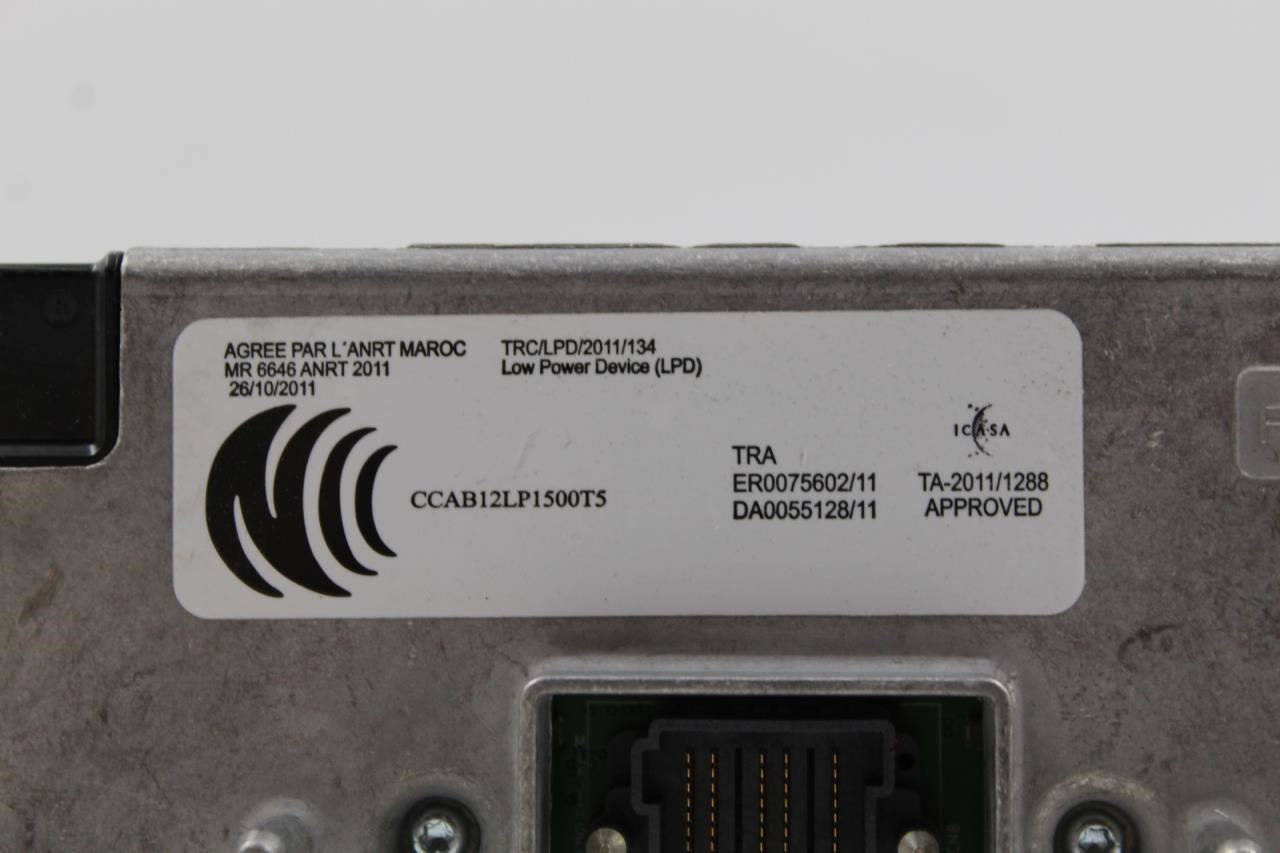 AGREE PAR L´ANRT MAROC
MR 6646 ANRT 2011
26/10/2011
TRC/LPD/2011/134
Low Power Device (LPD)
CCAB12LP1500T5
TRA
ER0075602/11
DA0055128/11
ICASA
TA-2011/1288
APPROVED